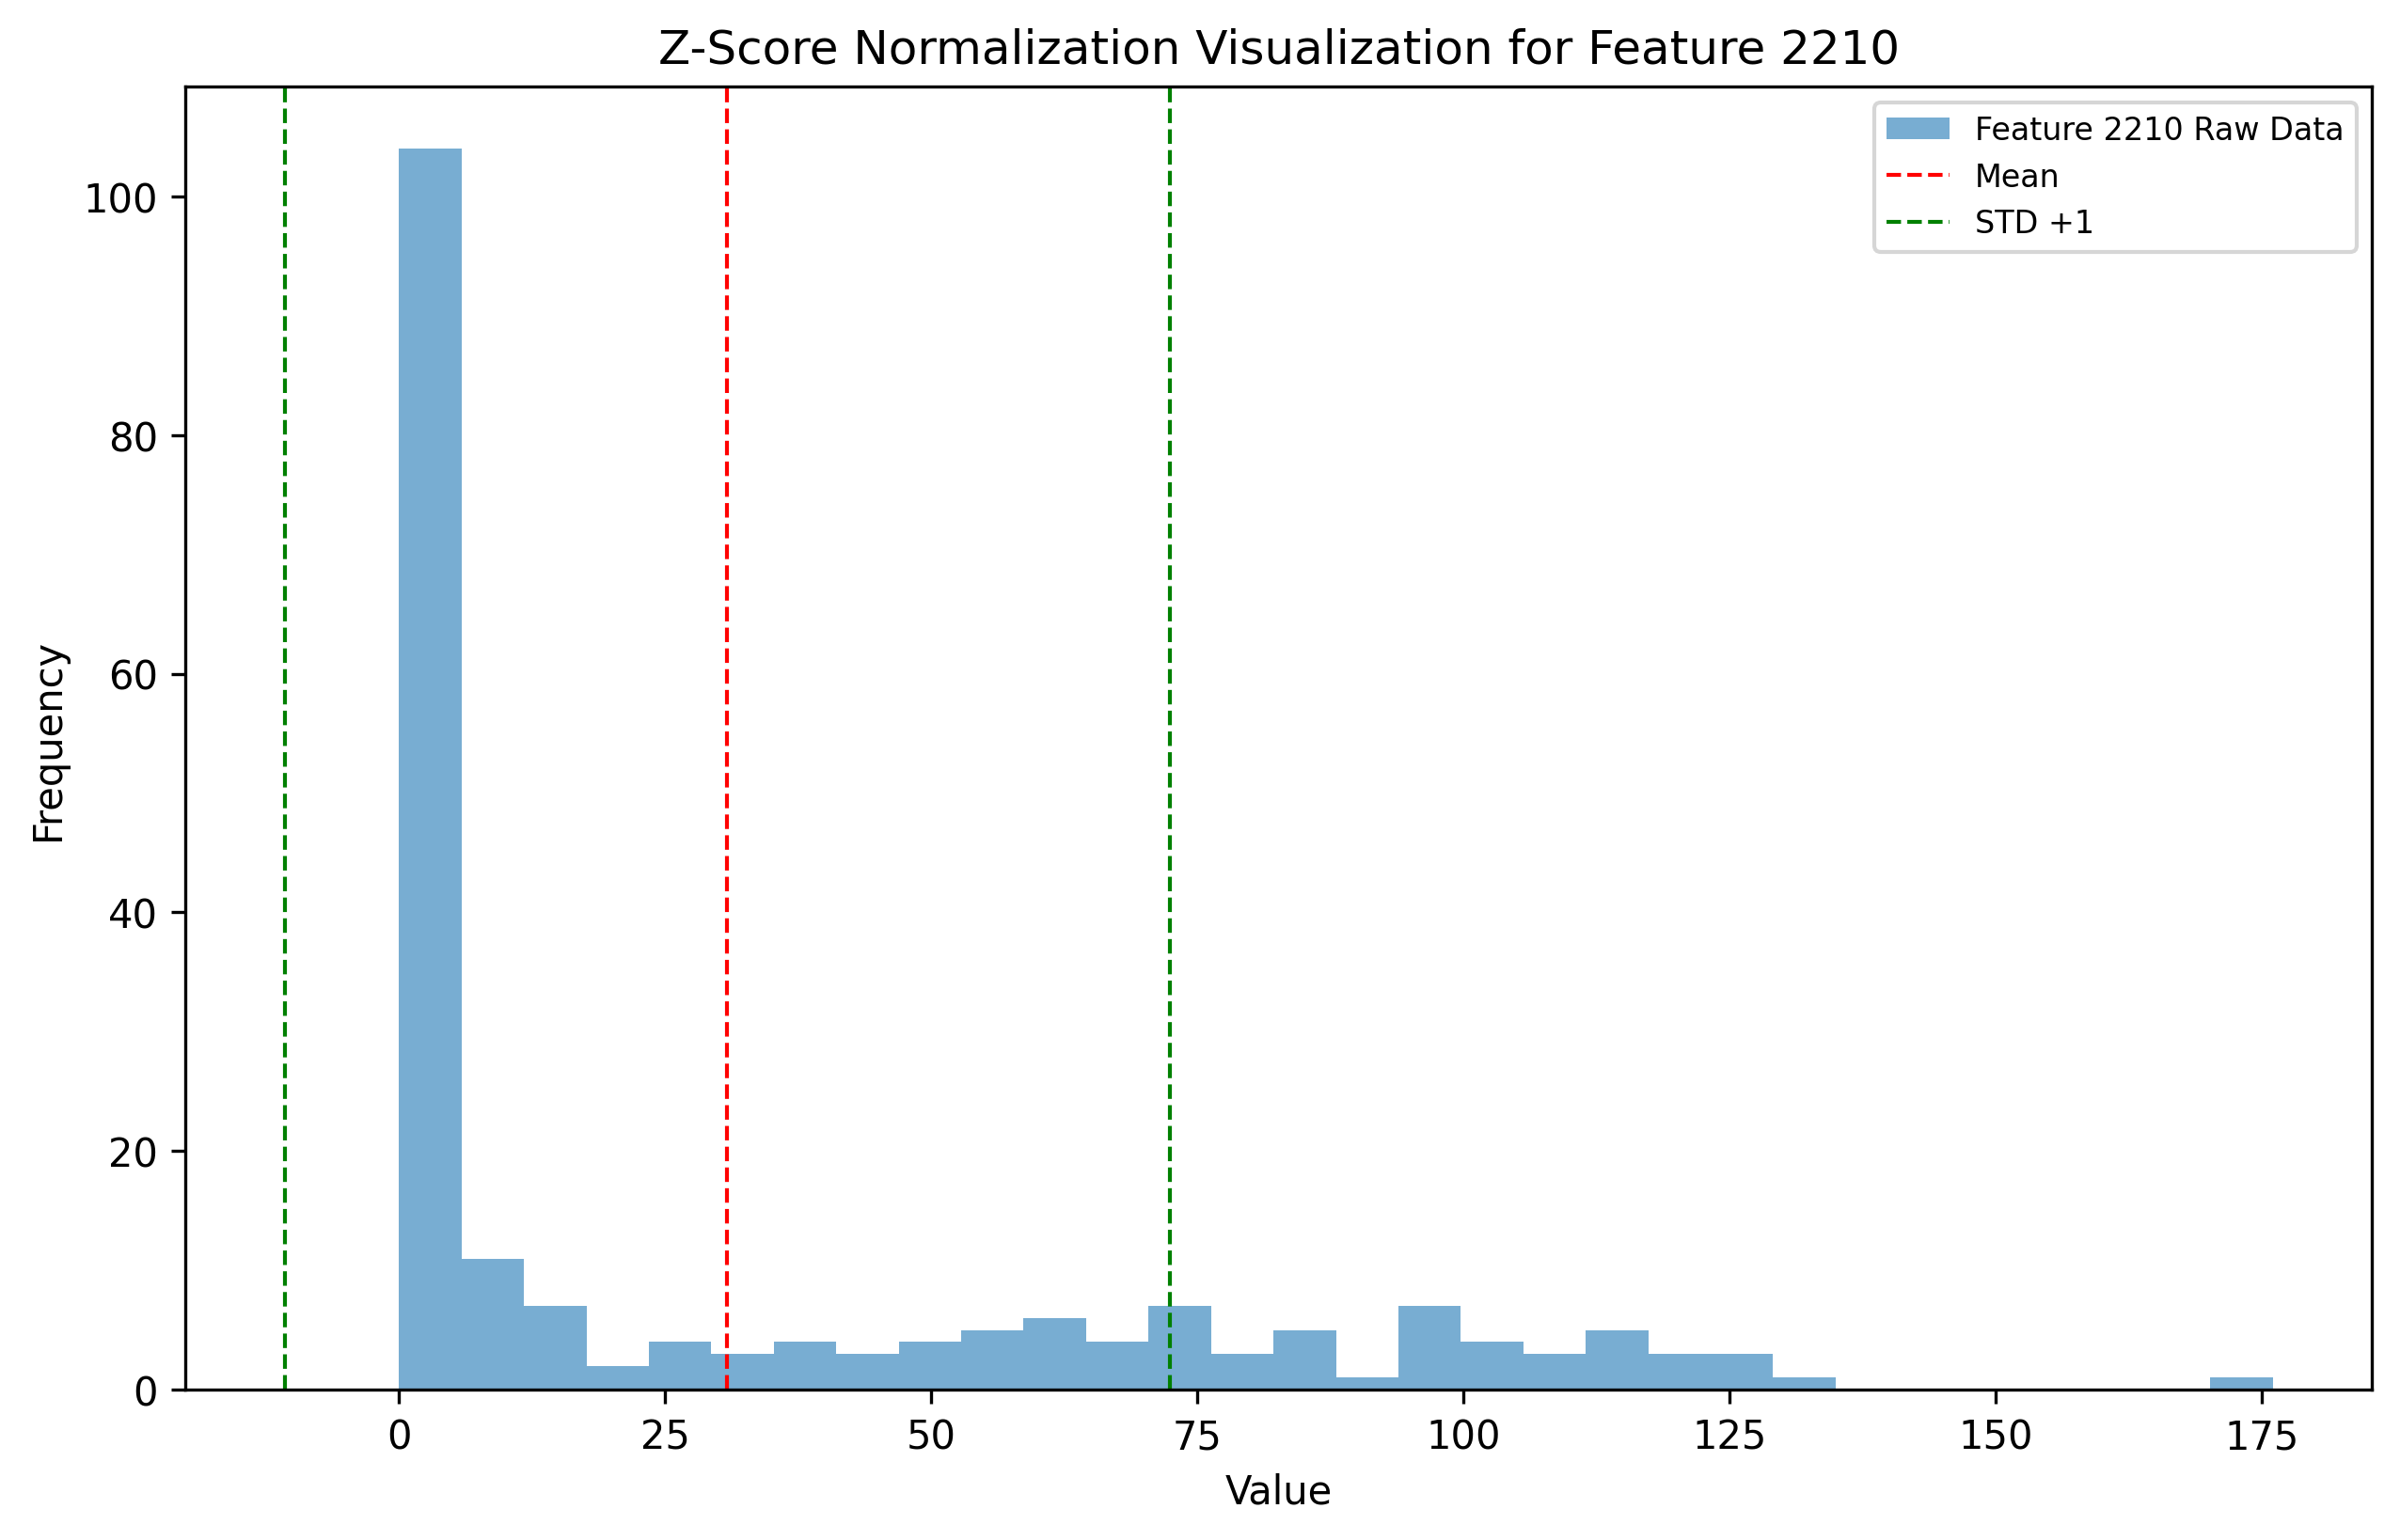 Z-Score Normalization Visualization for Feature 2210
Feature 2210 Raw Data
Mean
STD +1
Frequency
100
80
60
40
20
0
0 25 50 75 100 125 150 175
Value